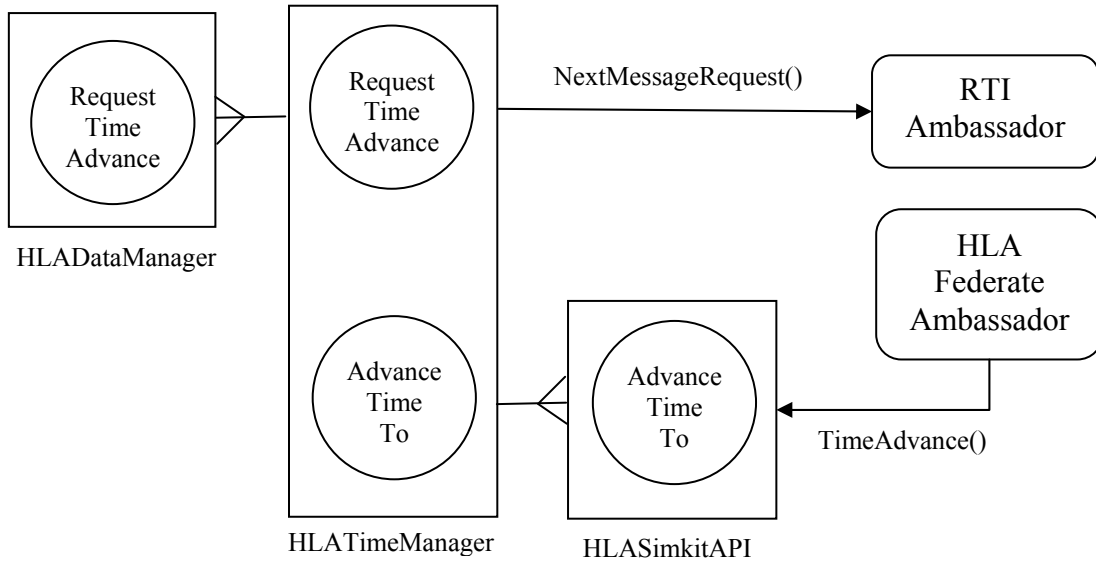 Request
Time
Advance
HLADataManager
Request
Time
Advance
NextMessageRequest()
RTI
Ambassador
HLA
Federate
Ambassador
Advance
Time
To
Advance
Time
To
TimeAdvance()
HLATimeManager
HLASimkitAPI